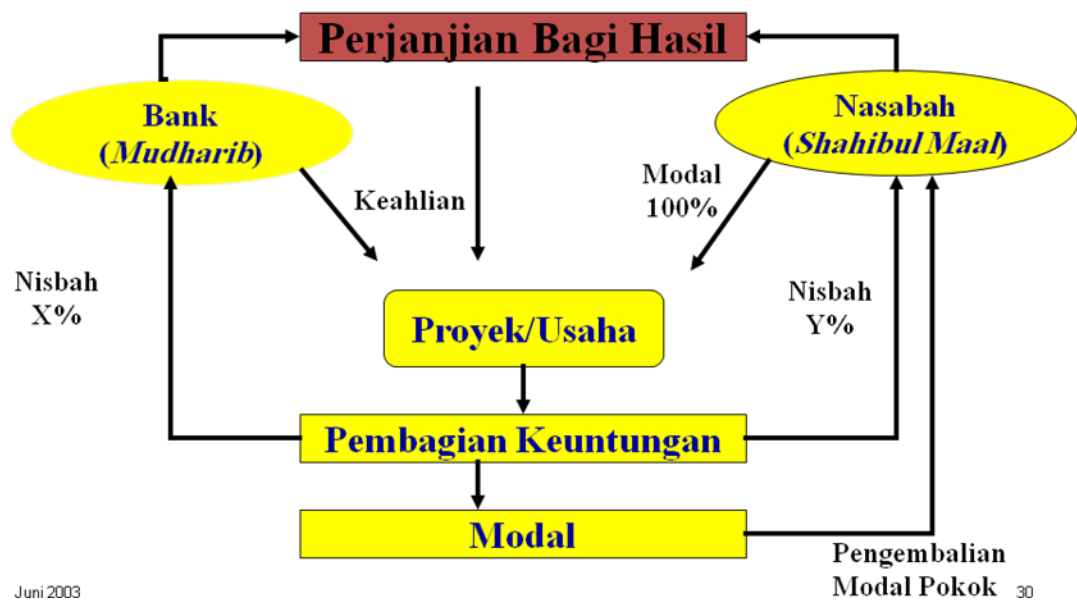 Perjanjian Bagi Hasil
Bank
(Mudharib)
Nasabah
(Shahibul Maal)
Keahlian
Modal
100%
Nisbah
X%
Nisbah
Y%
Proyek/Usaha
Pembagian Keuntungan
Modal
Pengembalian
Modal Pokok
Juni 2003
30